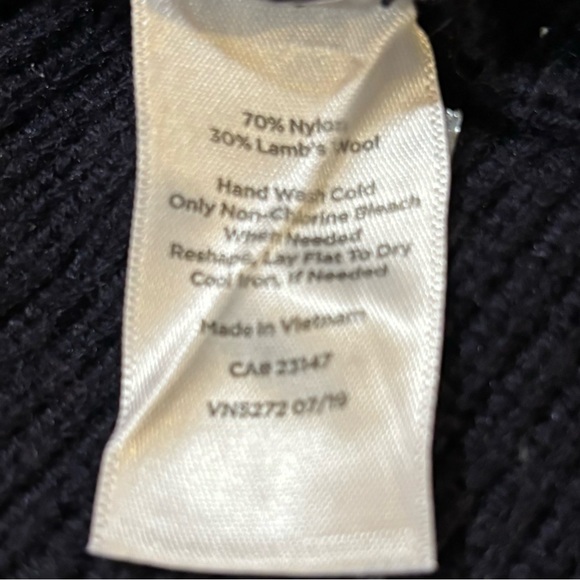 70% Nylon
30% Lamb's Wool
Hand Wash Cold
Only Non-Chlorine Bleach
When Needed
Reshape, Lay Flat To Dry
Cool Iron, If Needed
Made in Vietnam
CA# 23147
VN5272 07/19